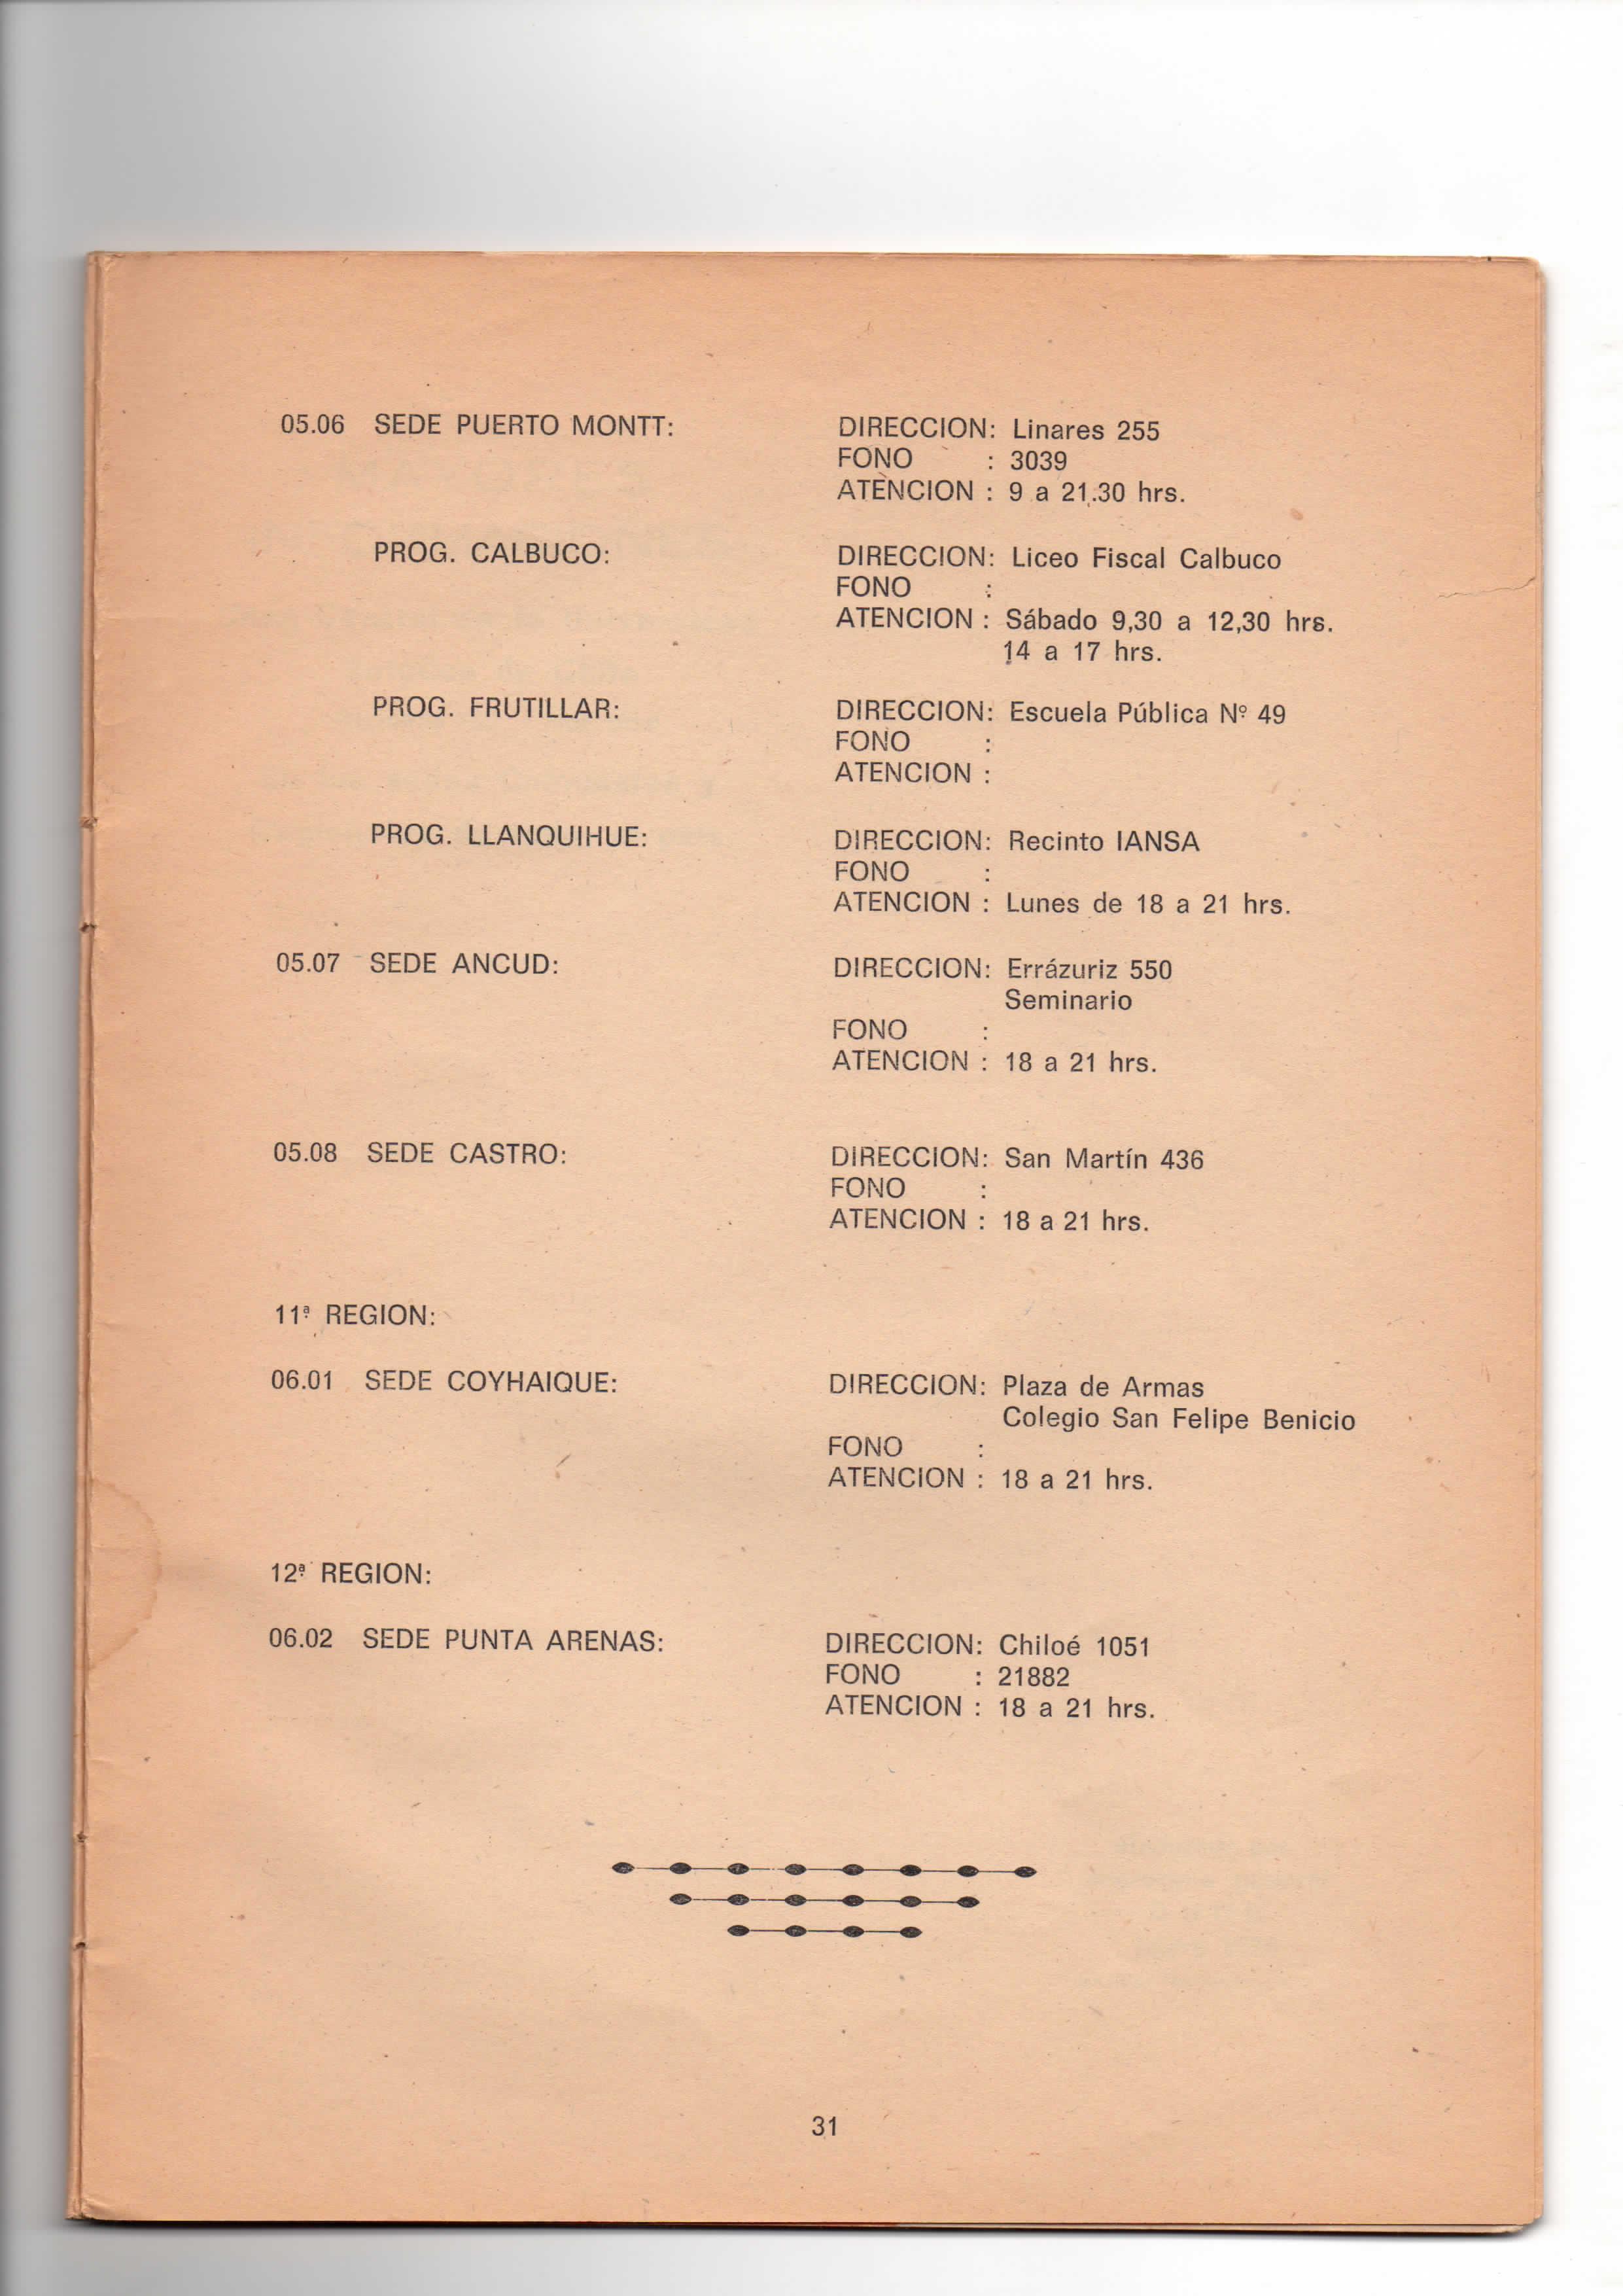 05.06 SEDE PUERTO MONTT: DIRECCION: Linares 255
FONO : 3039
ATENCION : 9 a 21.30 hrs.
PROG. CALBUCO: DIRECCION: Liceo Fiscal Calbuco
FONO :
ATENCION : Sábado 9,30 a 12,30 hrs.
14 a 17 hrs.
PROG. FRUTILLAR: DIRECCION: Escuela Pública Nº 49
FONO :
ATENCION :
PROG. LLANQUIHUE: DIRECCION: Recinto IANSA
FONO :
ATENCION : Lunes de 18 a 21 hrs.
05.07 SEDE ANCUD: DIRECCION: Errázuriz 550
Seminario
FONO :
ATENCION : 18 a 21 hrs.
05.08 SEDE CASTRO: DIRECCION: San Martín 436
FONO :
ATENCION : 18 a 21 hrs.
11ª REGION:
06.01 SEDE COYHAIQUE: DIRECCION: Plaza de Armas
Colegio San Felipe Benicio
FONO :
ATENCION : 18 a 21 hrs.
12ª REGION:
06.02 SEDE PUNTA ARENAS: DIRECCION: Chiloé 1051
FONO : 21882
ATENCION : 18 a 21 hrs.
31